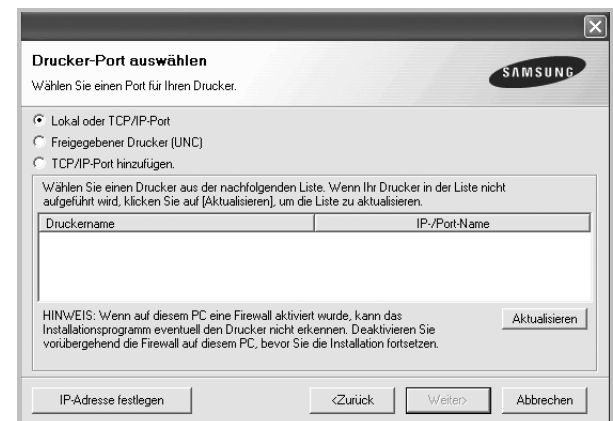 Drucker-Port auswählen
Wählen Sie einen Port für Ihren Drucker.
SAMSUNG
Lokal oder TCP/IP-Port
Freigegebener Drucker (UNC)
TCP/IP-Port hinzufügen.
Wählen Sie einen Drucker aus der nachfolgenden Liste. Wenn Ihr Drucker in der Liste nicht
aufgeführt wird, klicken Sie auf [Aktualisieren], um die Liste zu aktualisieren.
Druckername IP-/Port-Name
HINWEIS: Wenn auf diesem PC eine Firewall aktiviert wurde, kann das
Installationsprogramm eventuell den Drucker nicht erkennen. Deaktivieren Sie
vorübergehend die Firewall auf diesem PC, bevor Sie die Installation fortsetzen.
Aktualisieren
IP-Adresse festlegen <Zurück Weiter> Abbrechen